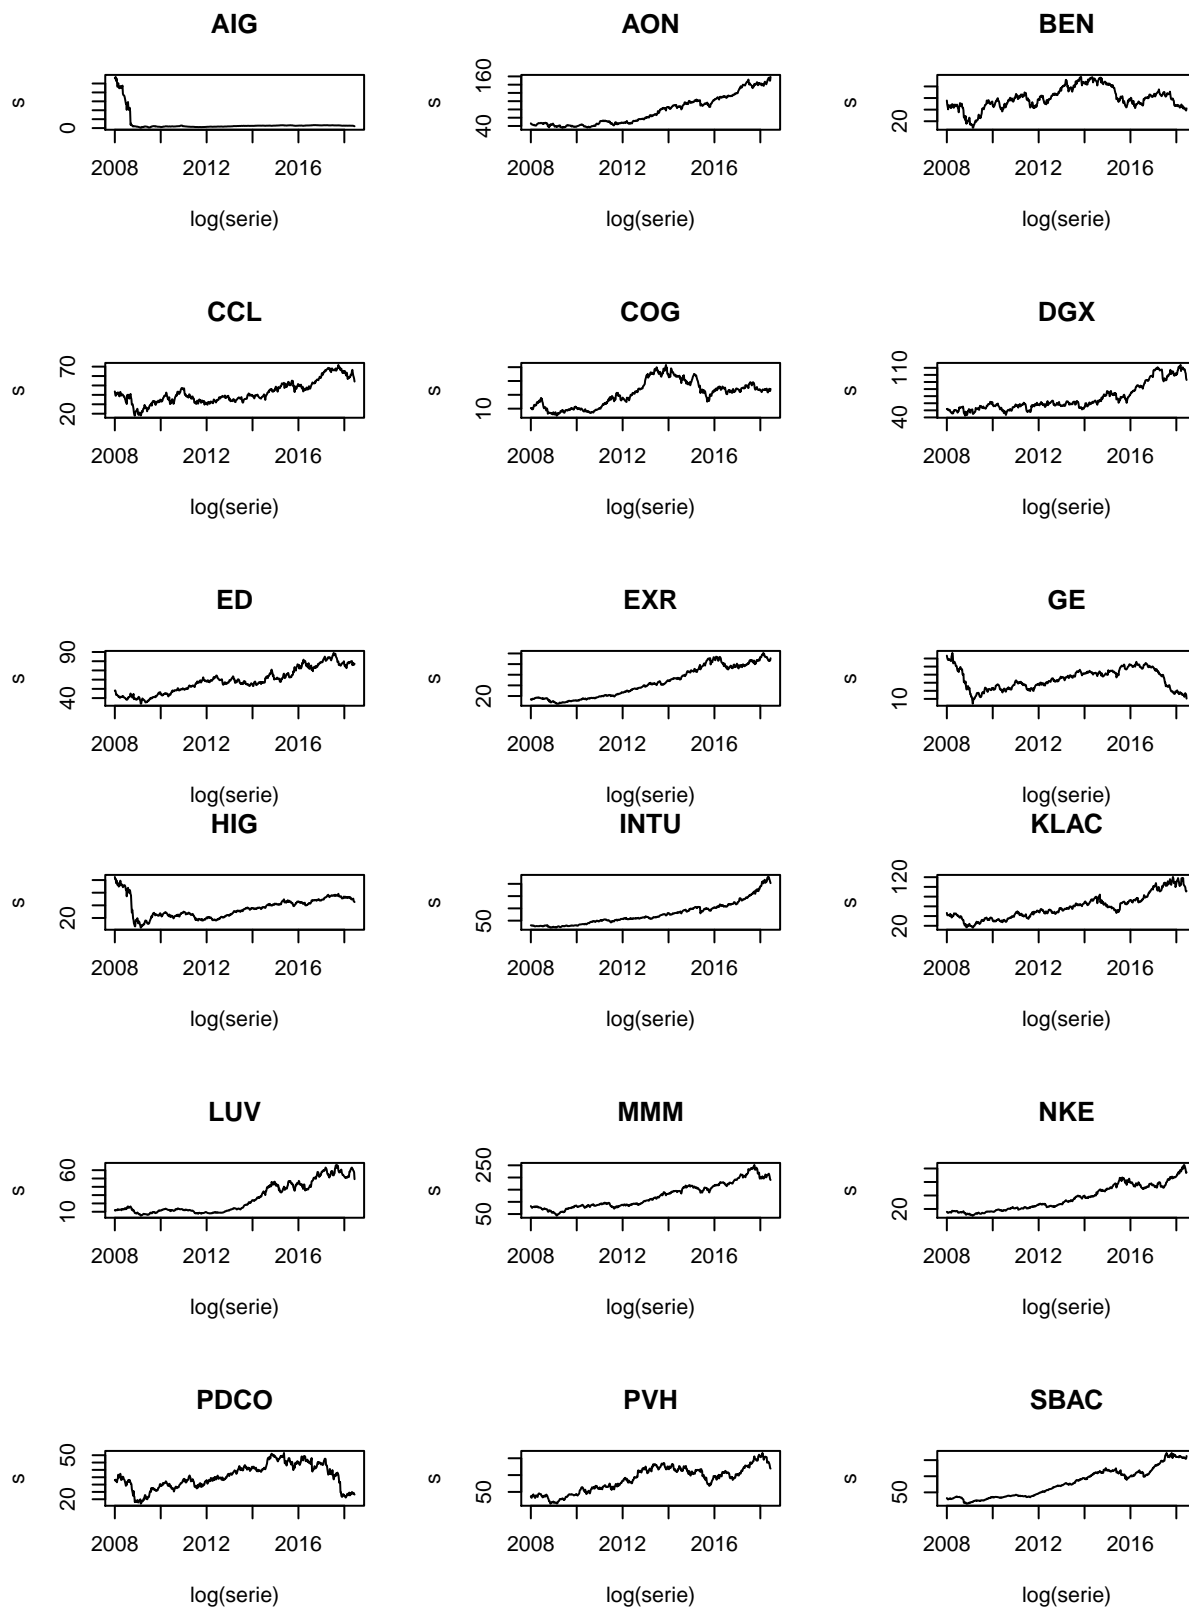 AIG AON BEN
s 0 s 40 160 s 20
2008 2012 2016 2008 2012 2016 2008 2012 2016
log(serie) log(serie) log(serie)
CCL COG DGX
s 20 70 s 10 s 40 110
2008 2012 2016 2008 2012 2016 2008 2012 2016
log(serie) log(serie) log(serie)
ED EXR GE
s 40 90 s 20 s 10
2008 2012 2016 2008 2012 2016 2008 2012 2016
log(serie) log(serie) log(serie)
HIG INTU KLAC
s 20 s 50 s 20 120
2008 2012 2016 2008 2012 2016 2008 2012 2016
log(serie) log(serie) log(serie)
LUV MMM NKE
s 10 60 s 50 250 s 20
2008 2012 2016 2008 2012 2016 2008 2012 2016
log(serie) log(serie) log(serie)
PDCO PVH SBAC
s 20 50 s 50 s 50
2008 2012 2016 2008 2012 2016 2008 2012 2016
log(serie) log(serie) log(serie)